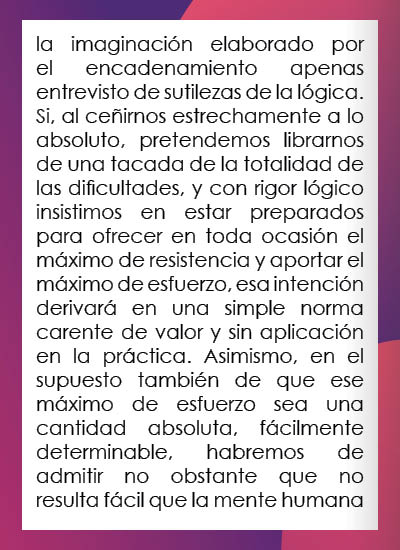 la imaginación elaborado por
el encadenamiento apenas
entrevisto de sutilezas de la lógica.
Si, al ceñirnos estrechamente a lo
absoluto, pretendemos librarnos
de una tacada de la totalidad de
las dificultades, y con rigor lógico
insistimos en estar preparados
para ofrecer en toda ocasión el
máximo de resistencia y aportar el
máximo de esfuerzo, esa intención
derivará en una simple norma
carente de valor y sin aplicación
en la práctica. Asimismo, en el
supuesto también de que ese
máximo de esfuerzo sea una
cantidad absoluta, fácilmente
determinable, habremos de
admitir no obstante que no
resulta fácil que la mente humana